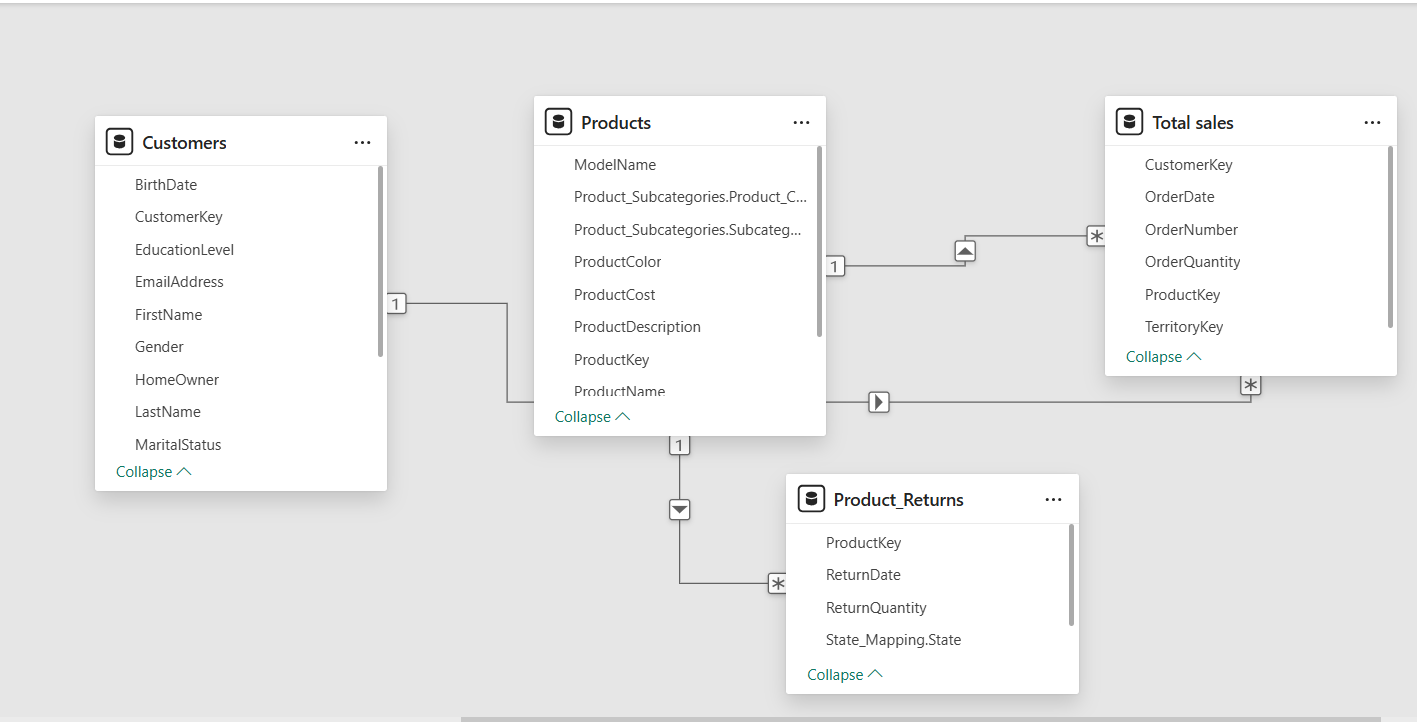 Customers
BirthDate
CustomerKey
EducationLevel
EmailAddress
FirstName
Gender
HomeOwner
LastName
MaritalStatus
Collapse
1
Products
ModelName
Product_Subcategories.Product_C...
Product_Subcategories.Subcateg...
ProductColor
ProductCost
ProductDescription
ProductKey
ProductName
Collapse
1
1
Total sales
CustomerKey
OrderDate
OrderNumber
OrderQuantity
ProductKey
TerritoryKey
Collapse
*
*
Product_Returns
ProductKey
ReturnDate
ReturnQuantity
State_Mapping.State
Collapse
*